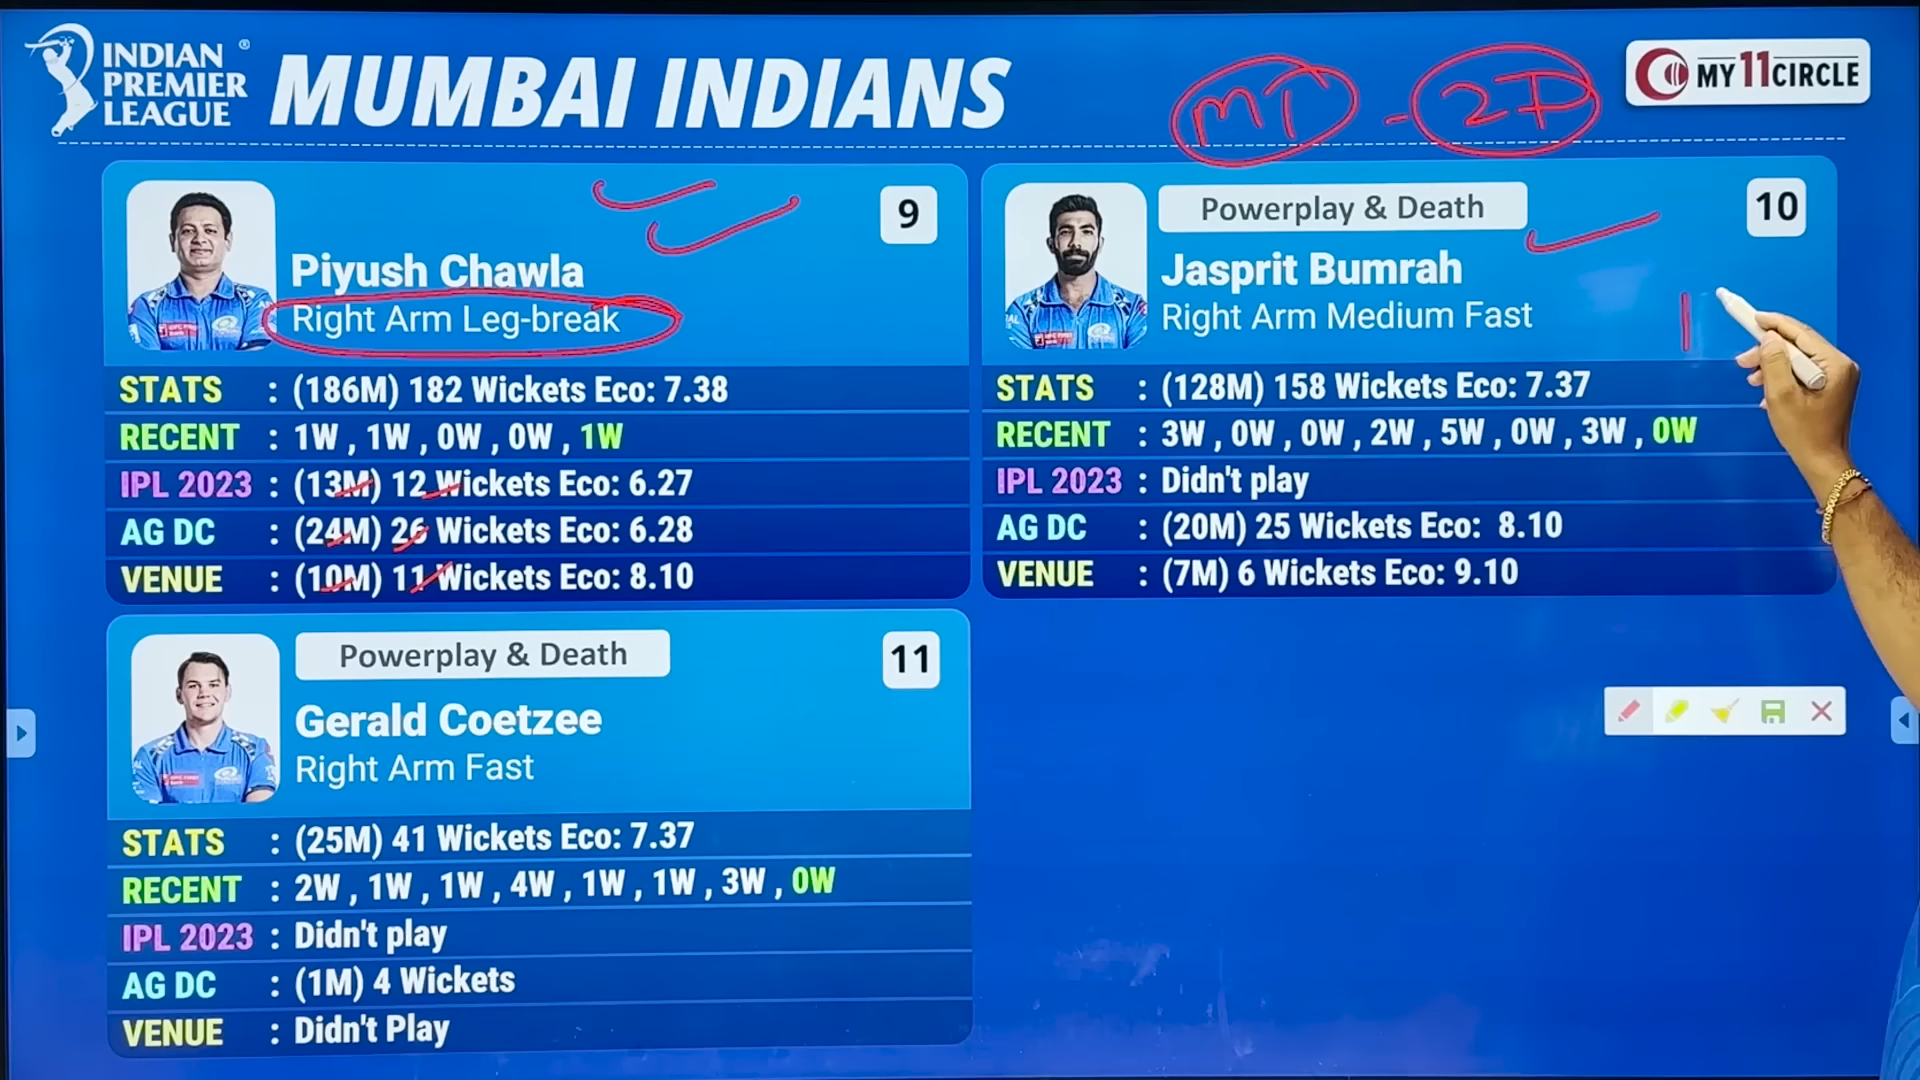 INDIAN
PREMIER
LEAGUE
®
MUMBAI INDIANS
MI - 2D
MY11CIRCLE
9
Piyush Chawla
Right Arm Leg-break
STATS : (186M) 182 Wickets Eco: 7.38
RECENT : 1W , 1W , 0W , 0W , 1W
IPL 2023 : (13M) 12 Wickets Eco: 6.27
AG DC : (24M) 26 Wickets Eco: 6.28
VENUE : (10M) 11 Wickets Eco: 8.10
Powerplay & Death
10
Jasprit Bumrah
Right Arm Medium Fast
STATS : (128M) 158 Wickets Eco: 7.37
RECENT : 3W , 0W , 0W , 2W , 5W , 0W , 3W , 0W
IPL 2023 : Didn't play
AG DC : (20M) 25 Wickets Eco: 8.10
VENUE : (7M) 6 Wickets Eco: 9.10
Powerplay & Death
11
Gerald Coetzee
Right Arm Fast
STATS : (25M) 41 Wickets Eco: 7.37
RECENT : 2W , 1W , 1W , 4W , 1W , 1W , 3W , 0W
IPL 2023 : Didn't play
AG DC : (1M) 4 Wickets
VENUE : Didn't Play